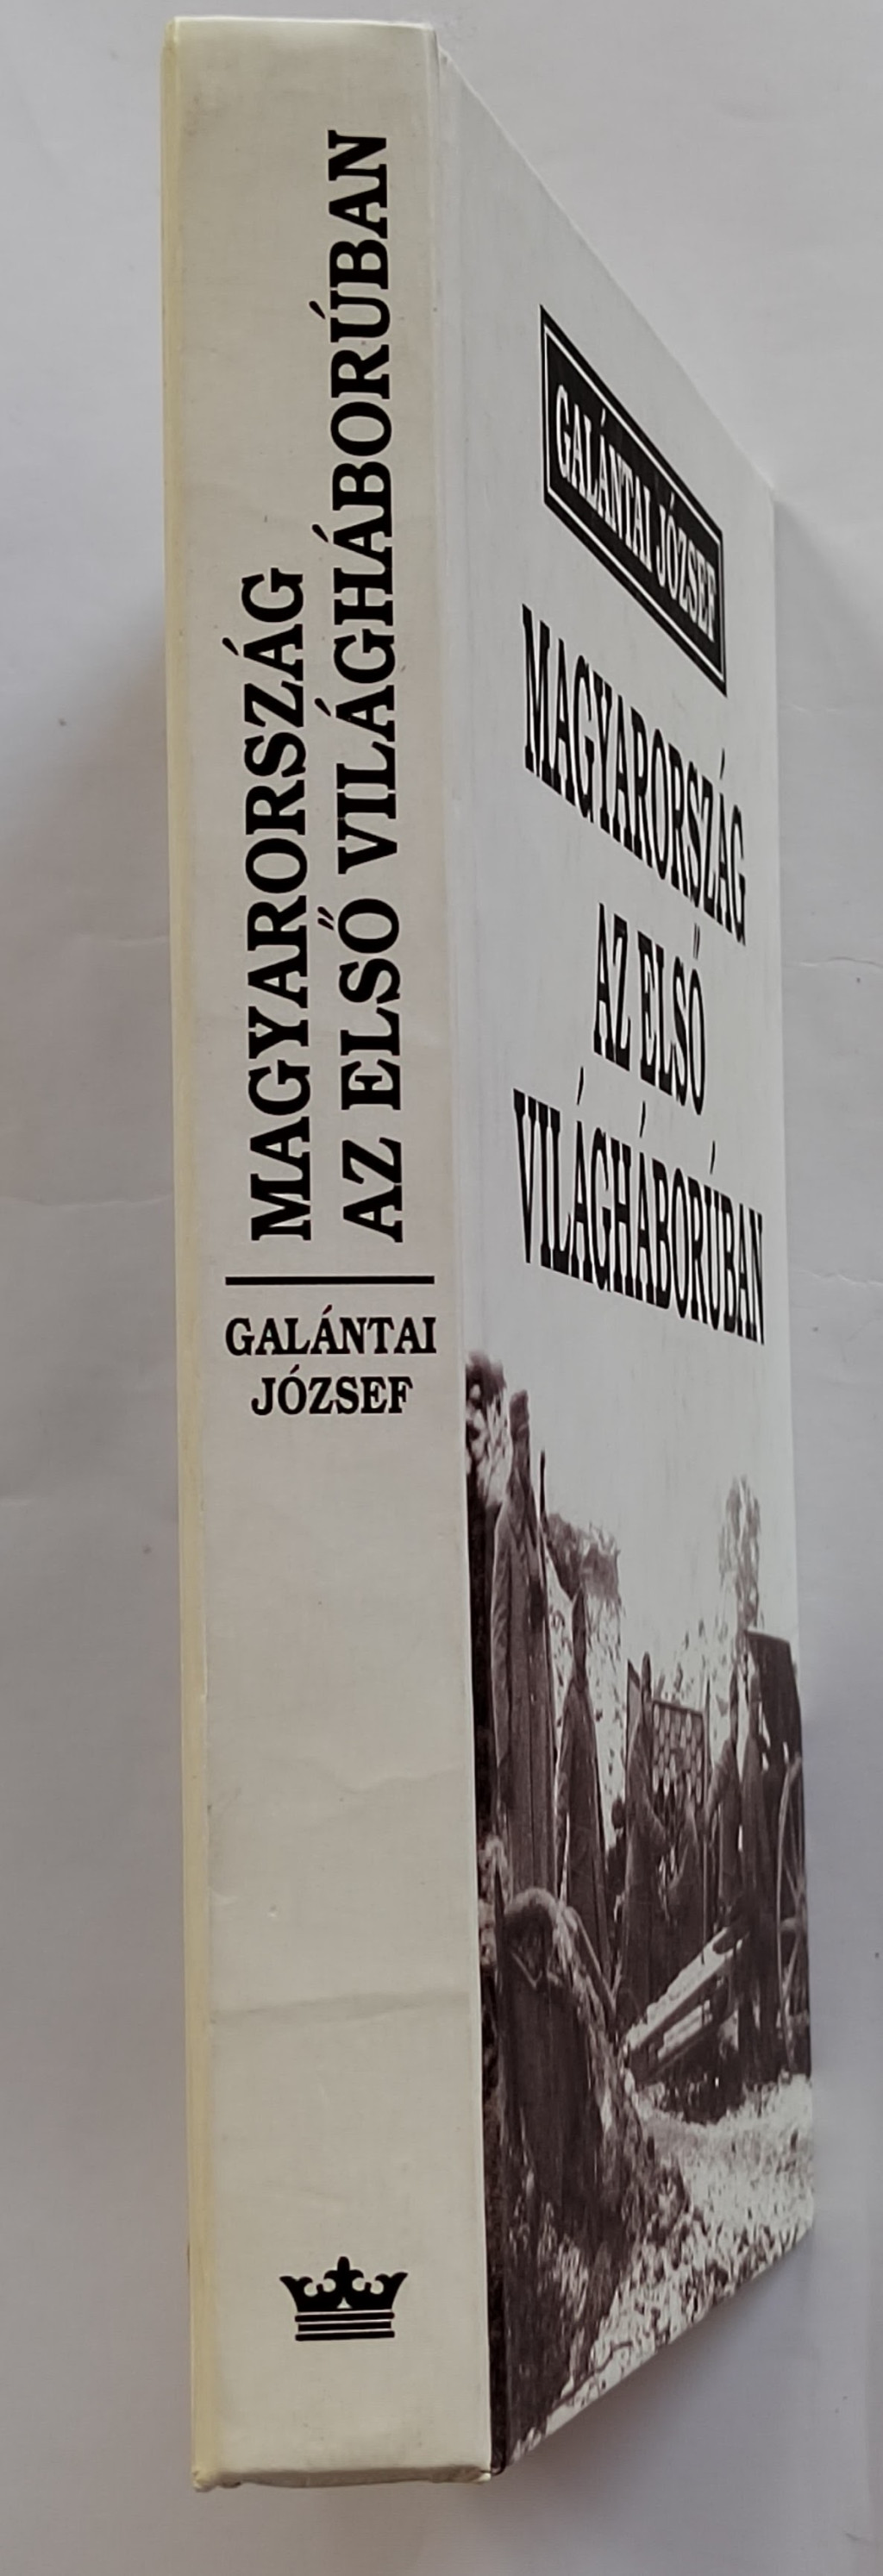 MAGYARORSZÁG
AZ ELSŐ VILÁGHÁBORÚBAN
GALÁNTAI
JÓZSEF
GALÁNTAI JÓZSEF
MAGYARORSZÁG
AZ ELSŐ
VILÁGHÁBORÚBAN